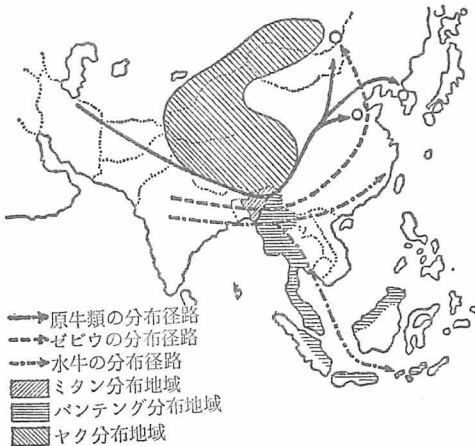 原牛類の分布径路
ゼビウの分布径路
水牛の分布径路
ミタン分布地域
バンテング分布地域
ヤク分布地域